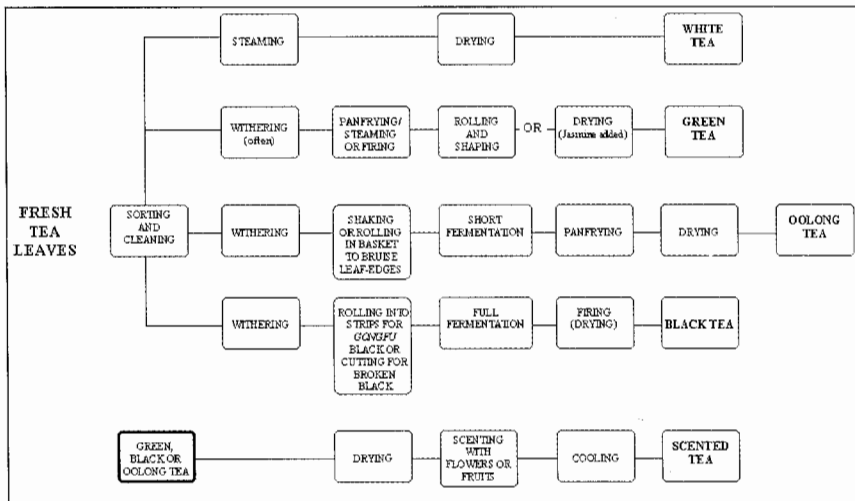 STEAMING
DRYING
WHITE
TEA
WITHERING
(often)
PANFRYING/
STEAMING
OR FIRING
ROLLING
AND
SHAPING
OR
DRYING
(Jasmine added)
GREEN
TEA
FRESH
TEA
LEAVES
SORTING
AND
CLEANING
WITHERING
SHAKING
OR ROLLING
IN BASKET
TO BRUISE
LEAF-EDGES
SHORT
FERMENTATION
PANFRYING
DRYING
OOLONG
TEA
WITHERING
ROLLING INTO
STRIPS FOR
GONGFU
BLACK OR
CUTTING FOR
BROKEN
BLACK
FULL
FERMENTATION
FIRING
(DRYING)
BLACK TEA
GREEN,
BLACK OR
OOLONG TEA
DRYING
SCENTING
WITH
FLOWERS OR
FRUITS
COOLING
SCENTED
TEA